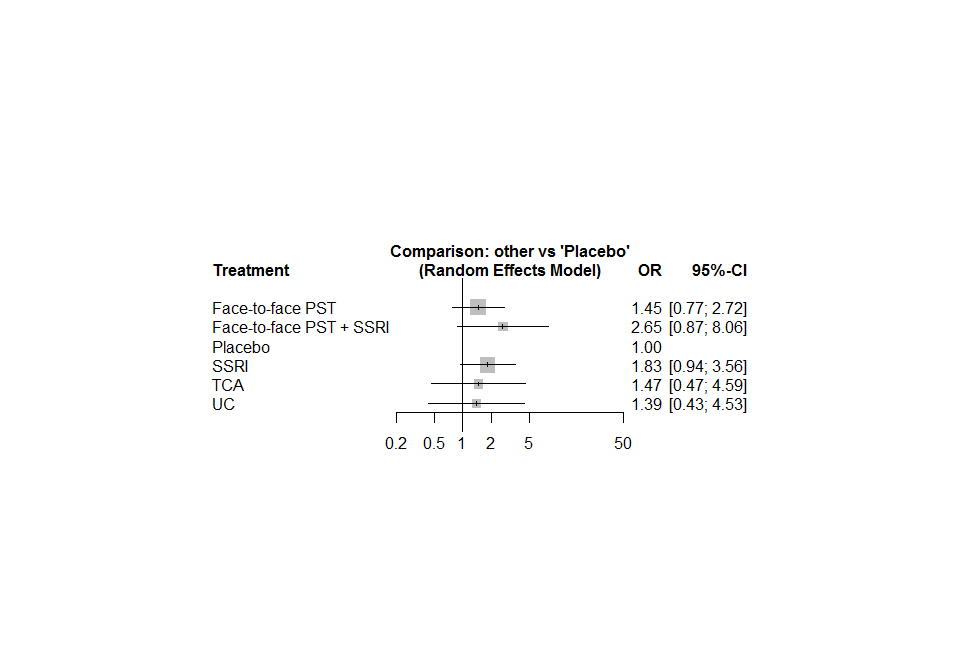 Comparison: other vs 'Placebo'
Treatment (Random Effects Model) OR 95%-CI
Face-to-face PST 1.45 [0.77; 2.72]
Face-to-face PST + SSRI 2.65 [0.87; 8.06]
Placebo 1.00
SSRI 1.83 [0.94; 3.56]
TCA 1.47 [0.47; 4.59]
UC 1.39 [0.43; 4.53]
0.2 0.5 1 2 5 50